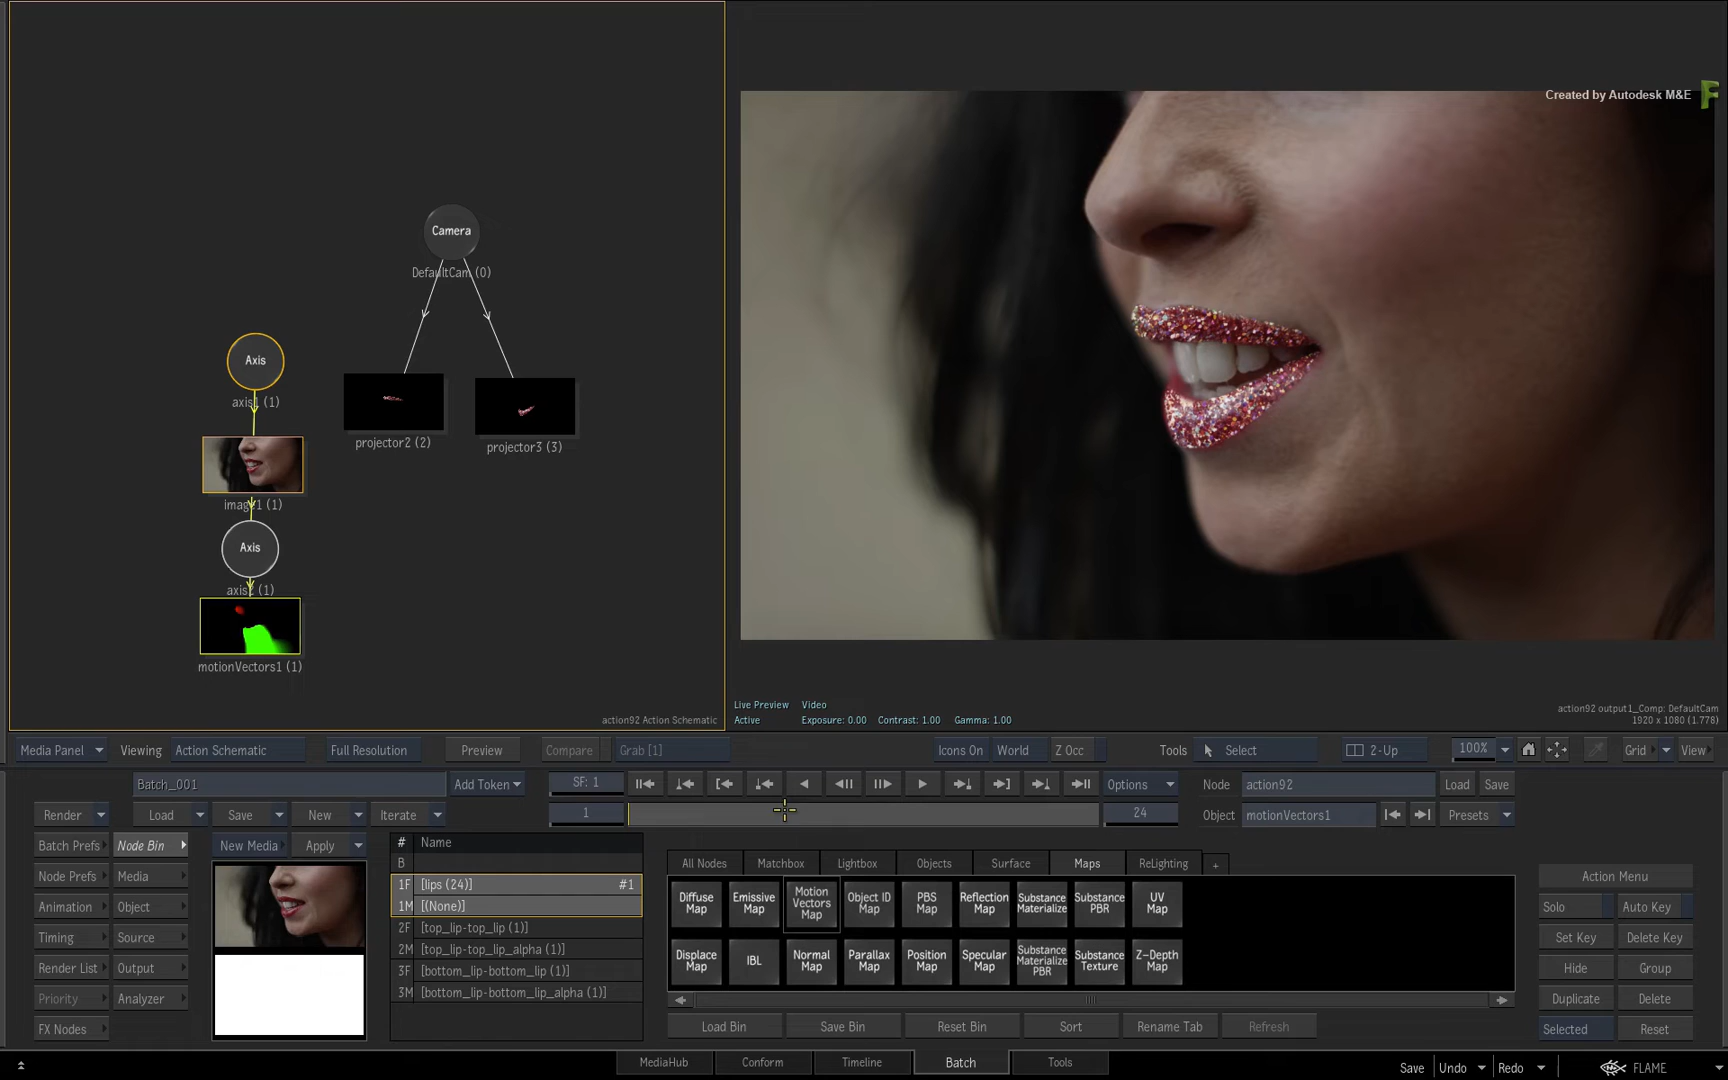 Created by Autodesk M&E
Camera
DefaultCam (0)
Axis
axis1 (1)
projector2 (2)
projector3 (3)
image1 (1)
Axis
axis2 (1)
motionVectors1 (1)
action92 Action Schematic
Live Preview Video
Active Exposure: 0.00 Contrast: 1.00 Gamma: 1.00
action92 output1_Comp: DefaultCam
1920 x 1080 (1.778)
Media Panel Viewing Action Schematic Full Resolution Preview Compare Grab [1] Icons On World Z Occ Tools Select 2-Up 100% Grid View
Batch_001 Add Token SF: 1 Options Node action92 Load Save
Render Load Save New Iterate 1 24 Object motionVectors1 Presets
Batch Prefs Node Bin New Media Apply
# Name
B
Node Prefs Media
Animation Object
Timing Source
Render List Output
Priority Analyzer
FX Nodes
1F [lips (24)] #1
1M [(None)]
2F [top_lip-top_lip (1)]
2M [top_lip-top_lip_alpha (1)]
3F [bottom_lip-bottom_lip (1)]
3M [bottom_lip-bottom_lip_alpha (1)]
All Nodes Matchbox Lightbox Objects Surface Maps ReLighting +
Diffuse Map
Emissive Map
Motion Vectors Map
Object ID Map
PBS Map
Reflection Map
Substance Materialize
Substance PBR
UV Map
Displace Map
IBL
Normal Map
Parallax Map
Position Map
Specular Map
Substance Materialize PBR
Substance Texture
Z-Depth Map
Load Bin Save Bin Reset Bin Sort Rename Tab Refresh
Action Menu
Solo Auto Key
Set Key Delete Key
Hide Group
Duplicate Delete
Selected Reset
MediaHub Conform Timeline Batch Tools
Save Undo Redo FLAME